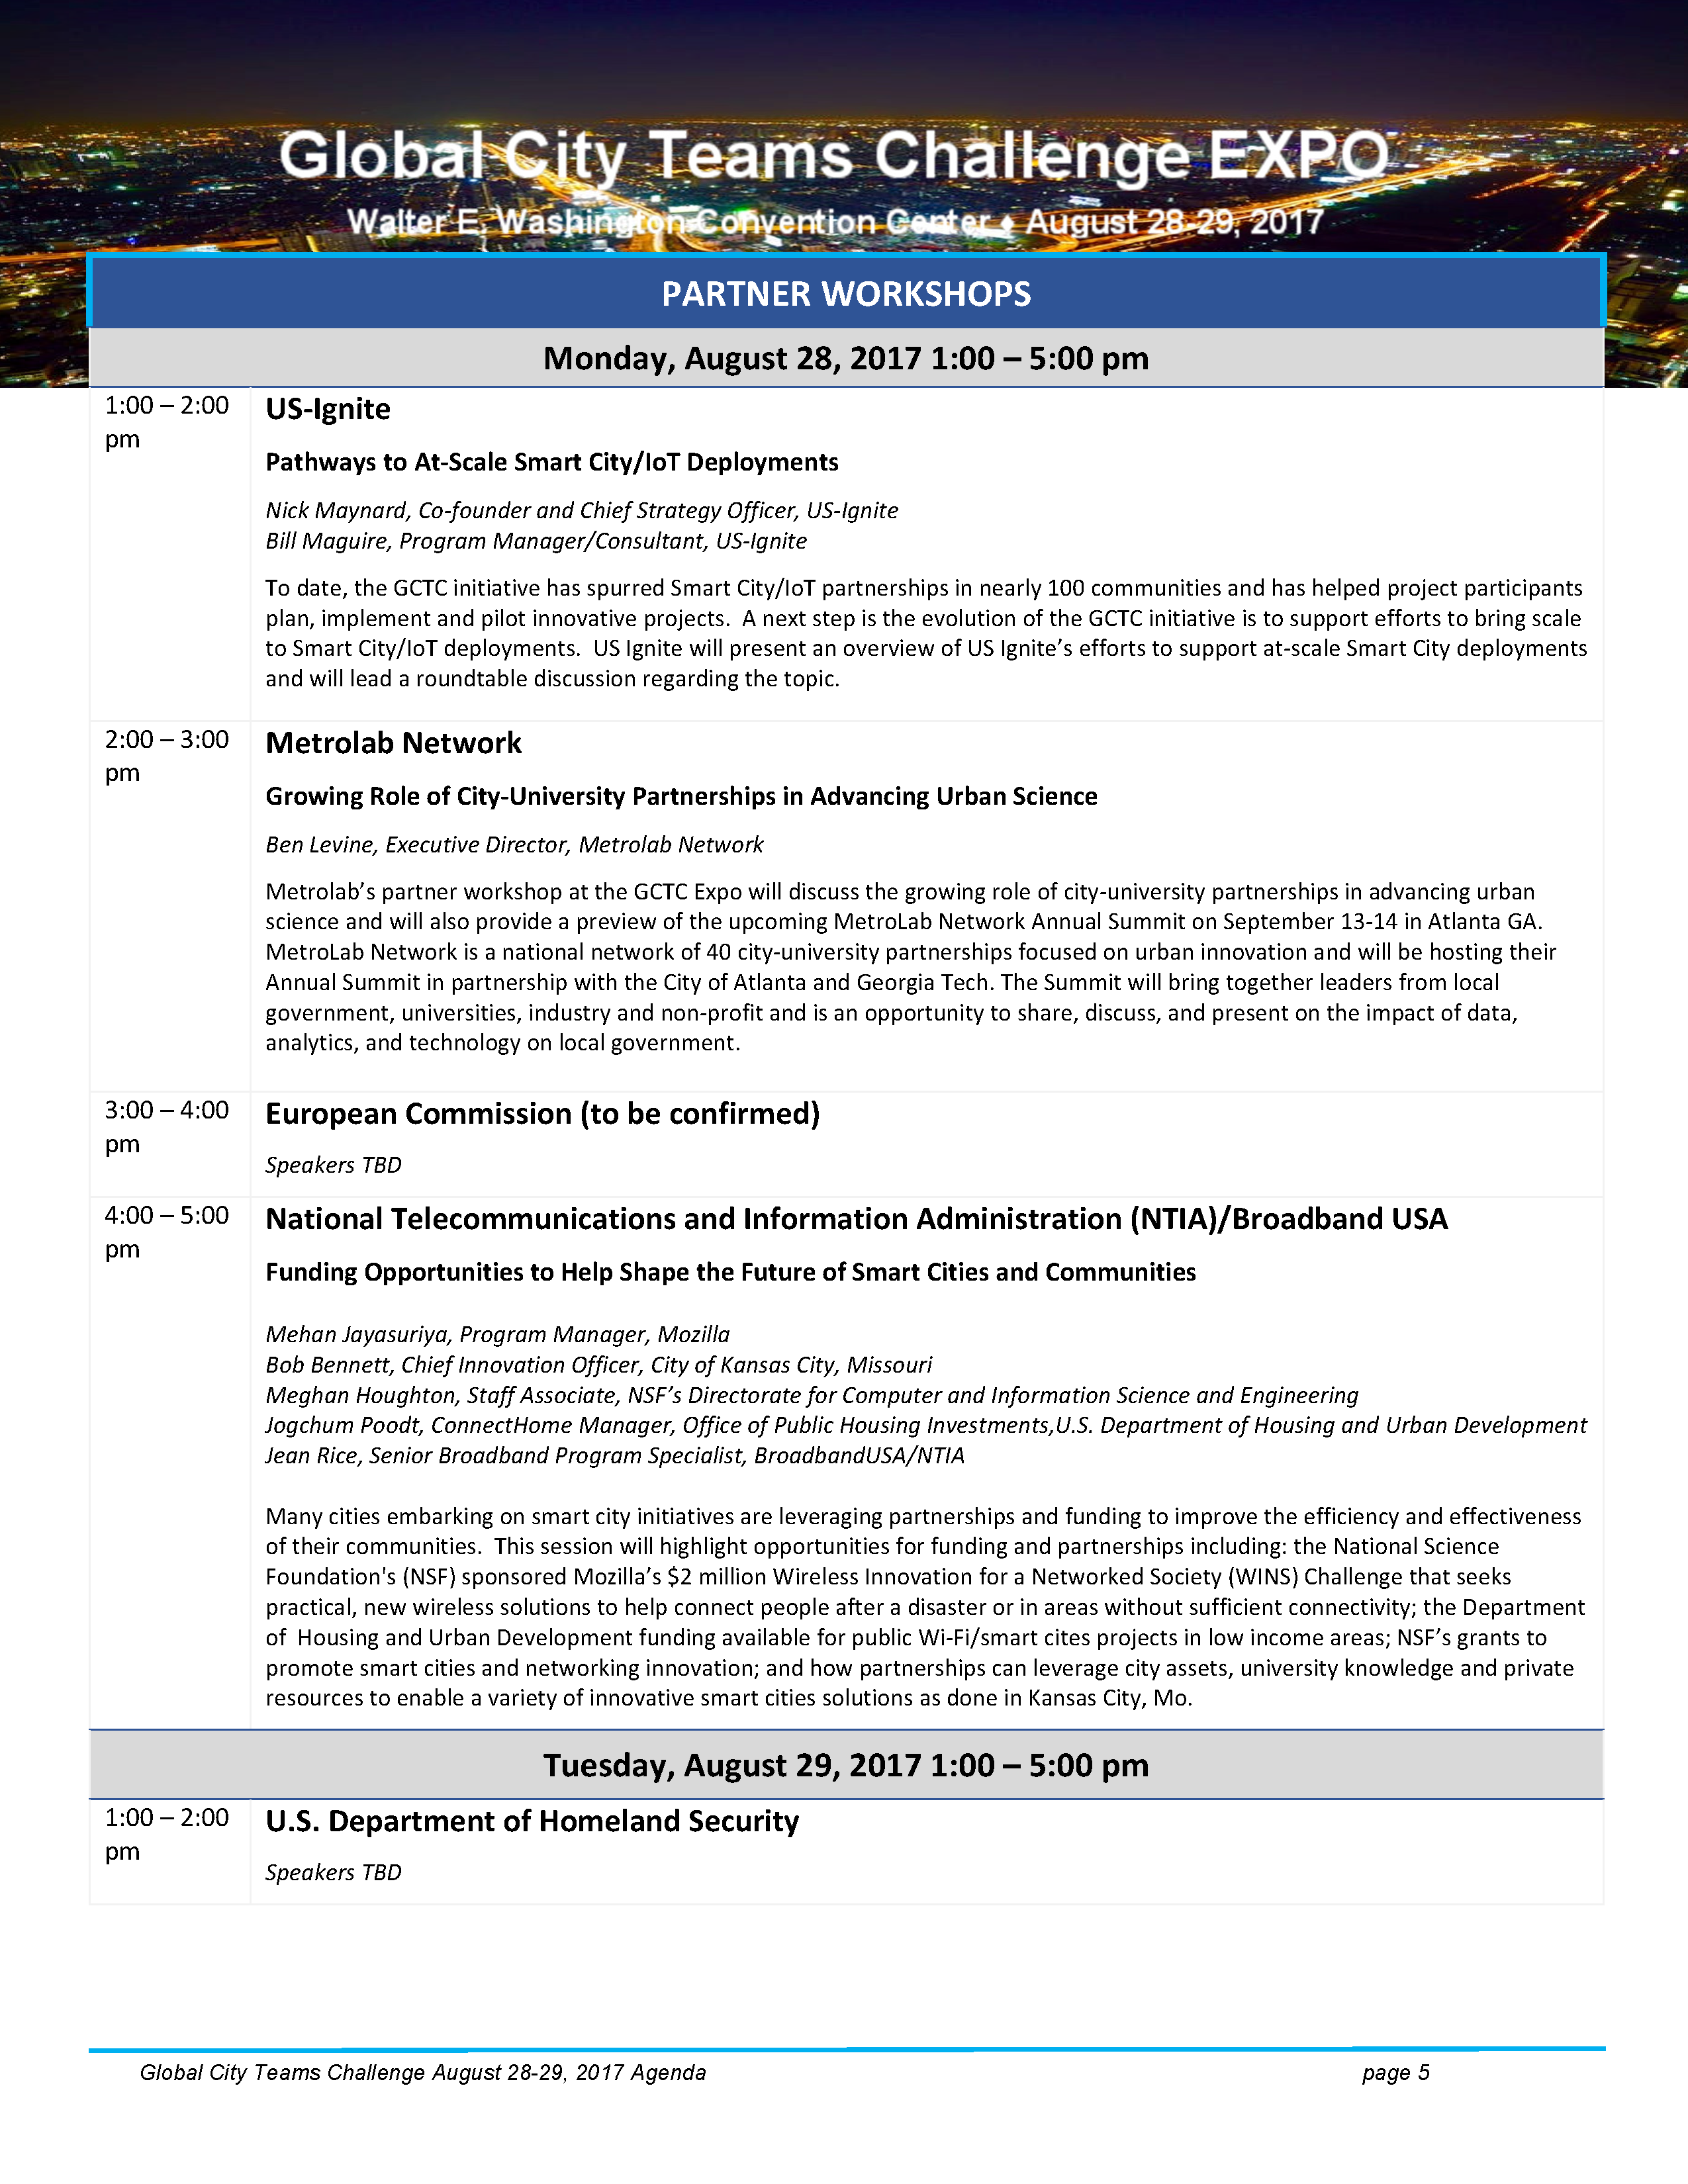 Global City Teams Challenge EXPO
Walter E. Washington Convention Center ♦ August 28-29, 2017
PARTNER WORKSHOPS
Monday, August 28, 2017 1:00 – 5:00 pm
1:00 – 2:00
pm
US-Ignite
Pathways to At-Scale Smart City/IoT Deployments
Nick Maynard, Co-founder and Chief Strategy Officer, US-Ignite
Bill Maguire, Program Manager/Consultant, US-Ignite
To date, the GCTC initiative has spurred Smart City/IoT partnerships in nearly 100 communities and has helped project participants
plan, implement and pilot innovative projects.  A next step is the evolution of the GCTC initiative is to support efforts to bring scale
to Smart City/IoT deployments.  US Ignite will present an overview of US Ignite’s efforts to support at-scale Smart City deployments
and will lead a roundtable discussion regarding the topic.
2:00 – 3:00
pm
Metrolab Network
Growing Role of City-University Partnerships in Advancing Urban Science
Ben Levine, Executive Director, Metrolab Network
Metrolab’s partner workshop at the GCTC Expo will discuss the growing role of city-university partnerships in advancing urban
science and will also provide a preview of the upcoming MetroLab Network Annual Summit on September 13-14 in Atlanta GA.
MetroLab Network is a national network of 40 city-university partnerships focused on urban innovation and will be hosting their
Annual Summit in partnership with the City of Atlanta and Georgia Tech. The Summit will bring together leaders from local
government, universities, industry and non-profit and is an opportunity to share, discuss, and present on the impact of data,
analytics, and technology on local government.
3:00 – 4:00
pm
European Commission (to be confirmed)
Speakers TBD
4:00 – 5:00
pm
National Telecommunications and Information Administration (NTIA)/Broadband USA
Funding Opportunities to Help Shape the Future of Smart Cities and Communities
Mehan Jayasuriya, Program Manager, Mozilla
Bob Bennett, Chief Innovation Officer, City of Kansas City, Missouri
Meghan Houghton, Staff Associate, NSF’s Directorate for Computer and Information Science and Engineering
Jogchum Poodt, ConnectHome Manager, Office of Public Housing Investments,U.S. Department of Housing and Urban Development
Jean Rice, Senior Broadband Program Specialist, BroadbandUSA/NTIA
Many cities embarking on smart city initiatives are leveraging partnerships and funding to improve the efficiency and effectiveness
of their communities.  This session will highlight opportunities for funding and partnerships including: the National Science
Foundation's (NSF) sponsored Mozilla’s $2 million Wireless Innovation for a Networked Society (WINS) Challenge that seeks
practical, new wireless solutions to help connect people after a disaster or in areas without sufficient connectivity; the Department
of  Housing and Urban Development funding available for public Wi-Fi/smart cites projects in low income areas; NSF’s grants to
promote smart cities and networking innovation; and how partnerships can leverage city assets, university knowledge and private
resources to enable a variety of innovative smart cities solutions as done in Kansas City, Mo.
Tuesday, August 29, 2017 1:00 – 5:00 pm
1:00 – 2:00
pm
U.S. Department of Homeland Security
Speakers TBD
Global City Teams Challenge August 28-29, 2017 Agenda page 5